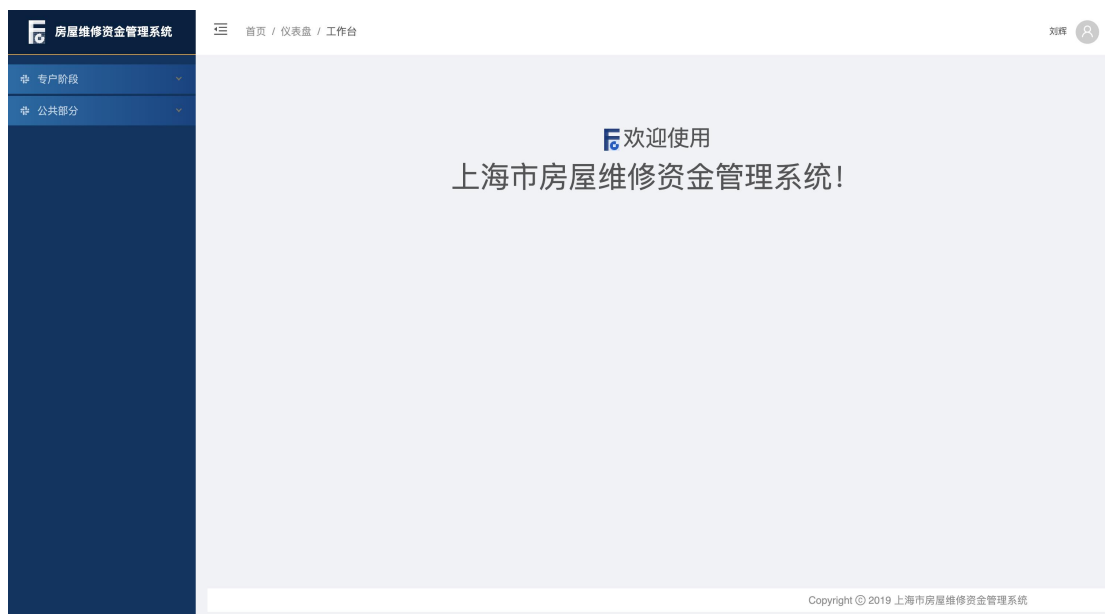 房屋维修资金管理系统
首页 / 仪表盘 / 工作台
刘辉
专户阶段
公共部分
欢迎使用
上海市房屋维修资金管理系统!
Copyright ⓒ 2019 上海市房屋维修资金管理系统